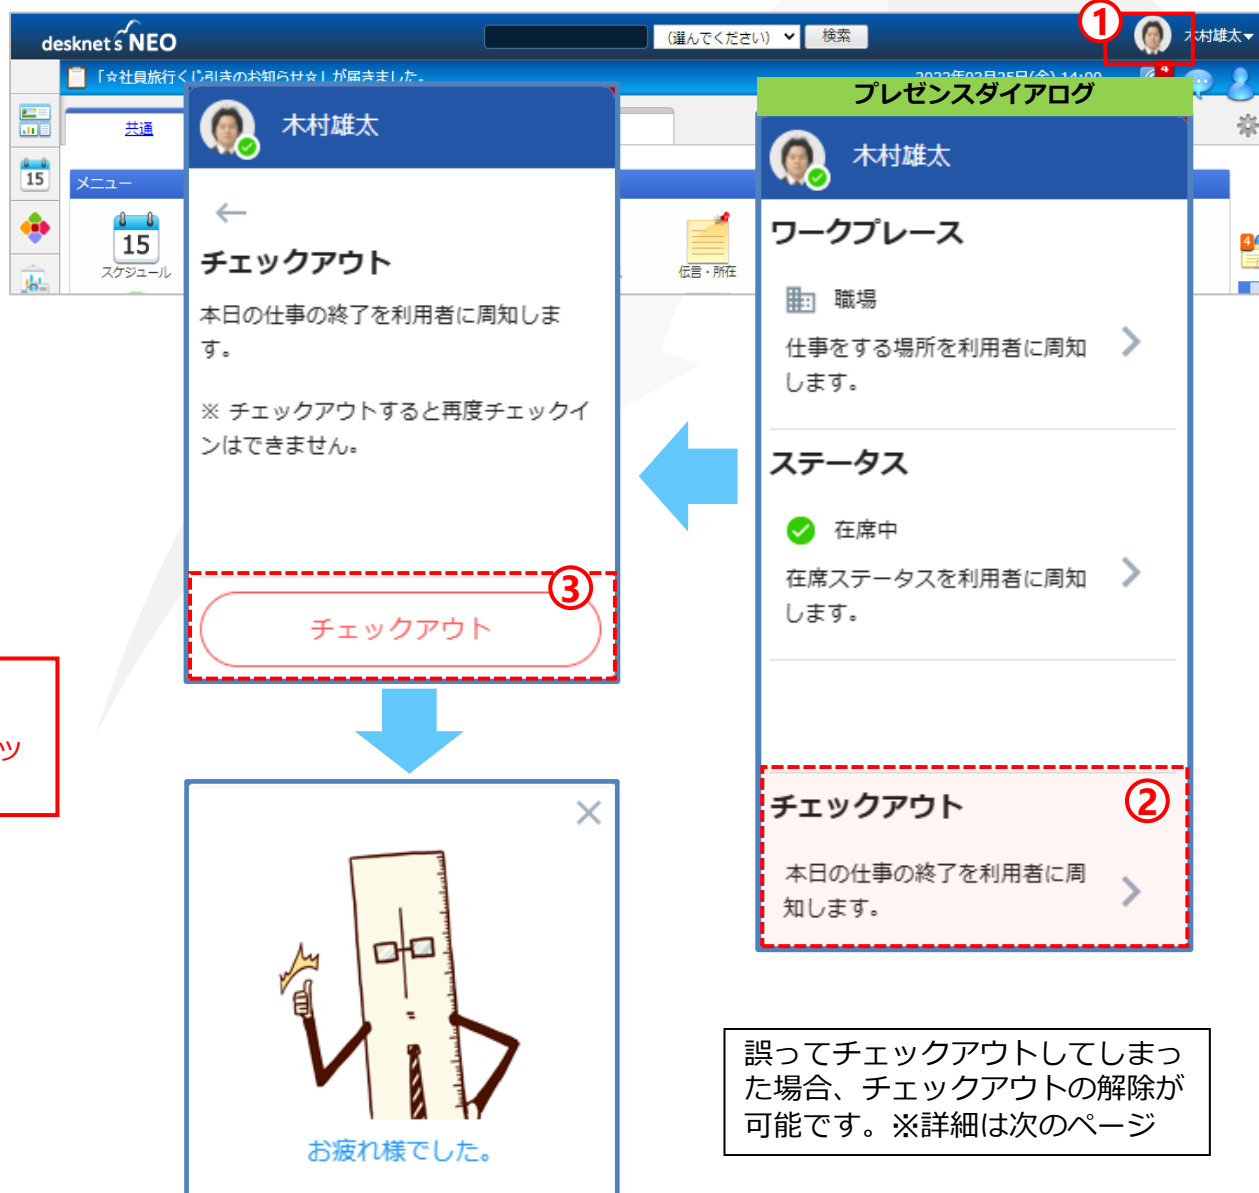 desknet's NEO
(選んでください)
検索
①
木村雄太▼
「☆社員旅行くじ引きのお知らせ☆」が届きました。
4
共通
メニュー
15
15
スケジュール
伝言・所在
4
木村雄太
←
チェックアウト
本日の仕事の終了を利用者に周知しま
す。
※ チェックアウトすると再度チェックイ
ンはできません。
③
チェックアウト
プレゼンスダイアログ
木村雄太
ワークプレース
職場
仕事をする場所を利用者に周知
します。
ステータス
在席中
在席ステータスを利用者に周知
します。
チェックアウト
②
本日の仕事の終了を利用者に周
知します。
ッ
お疲れ様でした。
誤ってチェックアウトしてしまっ
た場合、チェックアウトの解除が
可能です。※詳細は次のページ